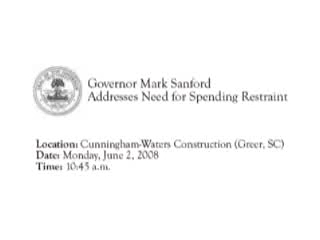 Governor Mark Sanford
Addresses Need for Spending Restraint
Location: Cunningham-Waters Construction (Greer, SC)
Date: Monday, June 2, 2008
Time: 10:45 a.m.